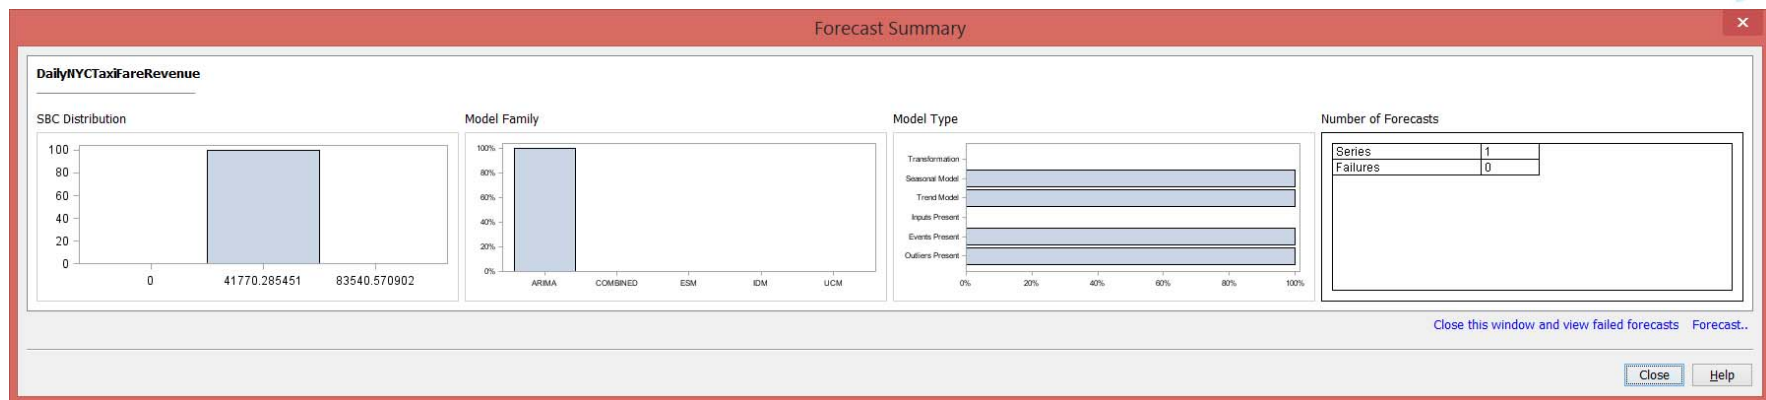 Forecast Summary
DailyNYCTaxiFareRevenue
SBC Distribution
100
80
60
40
20
0
0 41770.285451 83540.570902
Model Family
100%
80%
60%
40%
20%
0%
ARIMA COMBINED ESM IDM UCM
Model Type
Transformation
Seasonal Model
Trend Model
Inputs Present
Events Present
Outliers Present
0% 20% 40% 60% 80% 100%
Number of Forecasts
Series 1
Failures 0
Close this window and view failed forecasts Forecast..
Close Help